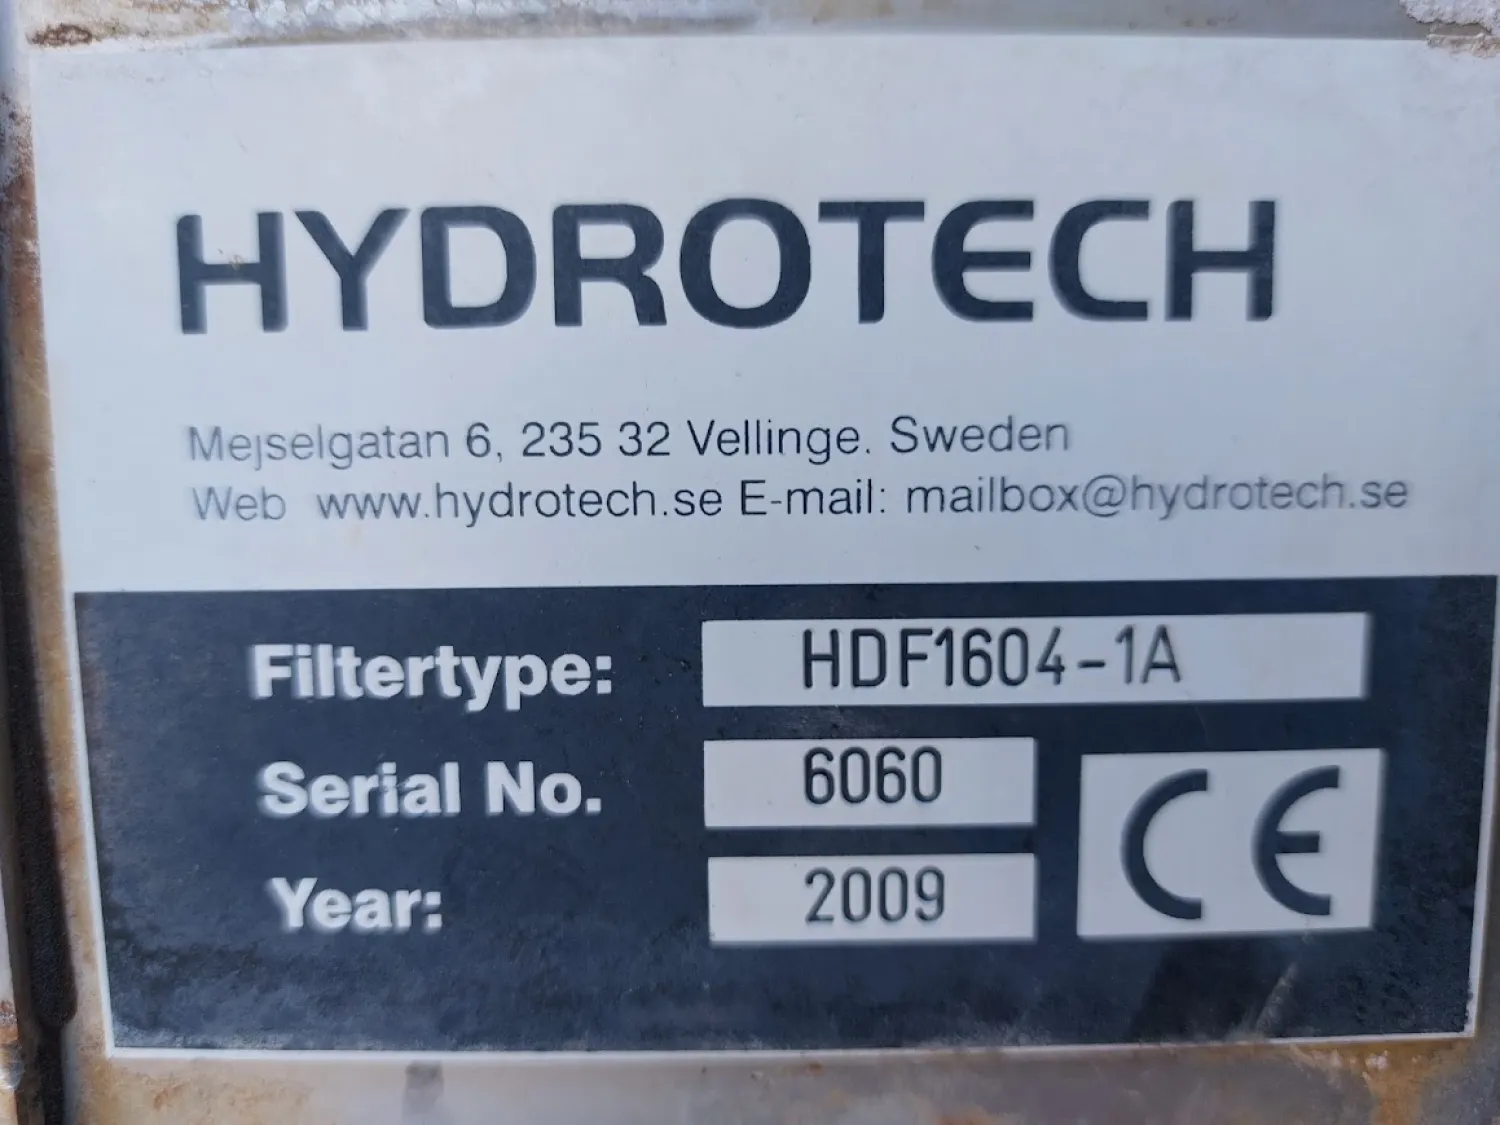 HYDROTECH
Mejselgatan 6, 235 32 Vellinge. Sweden
Web www.hydrotech.se E-mail: mailbox@hydrotech.se
Filtertype: HDF1604-1A
Serial No. 6060
Year: 2009
CE